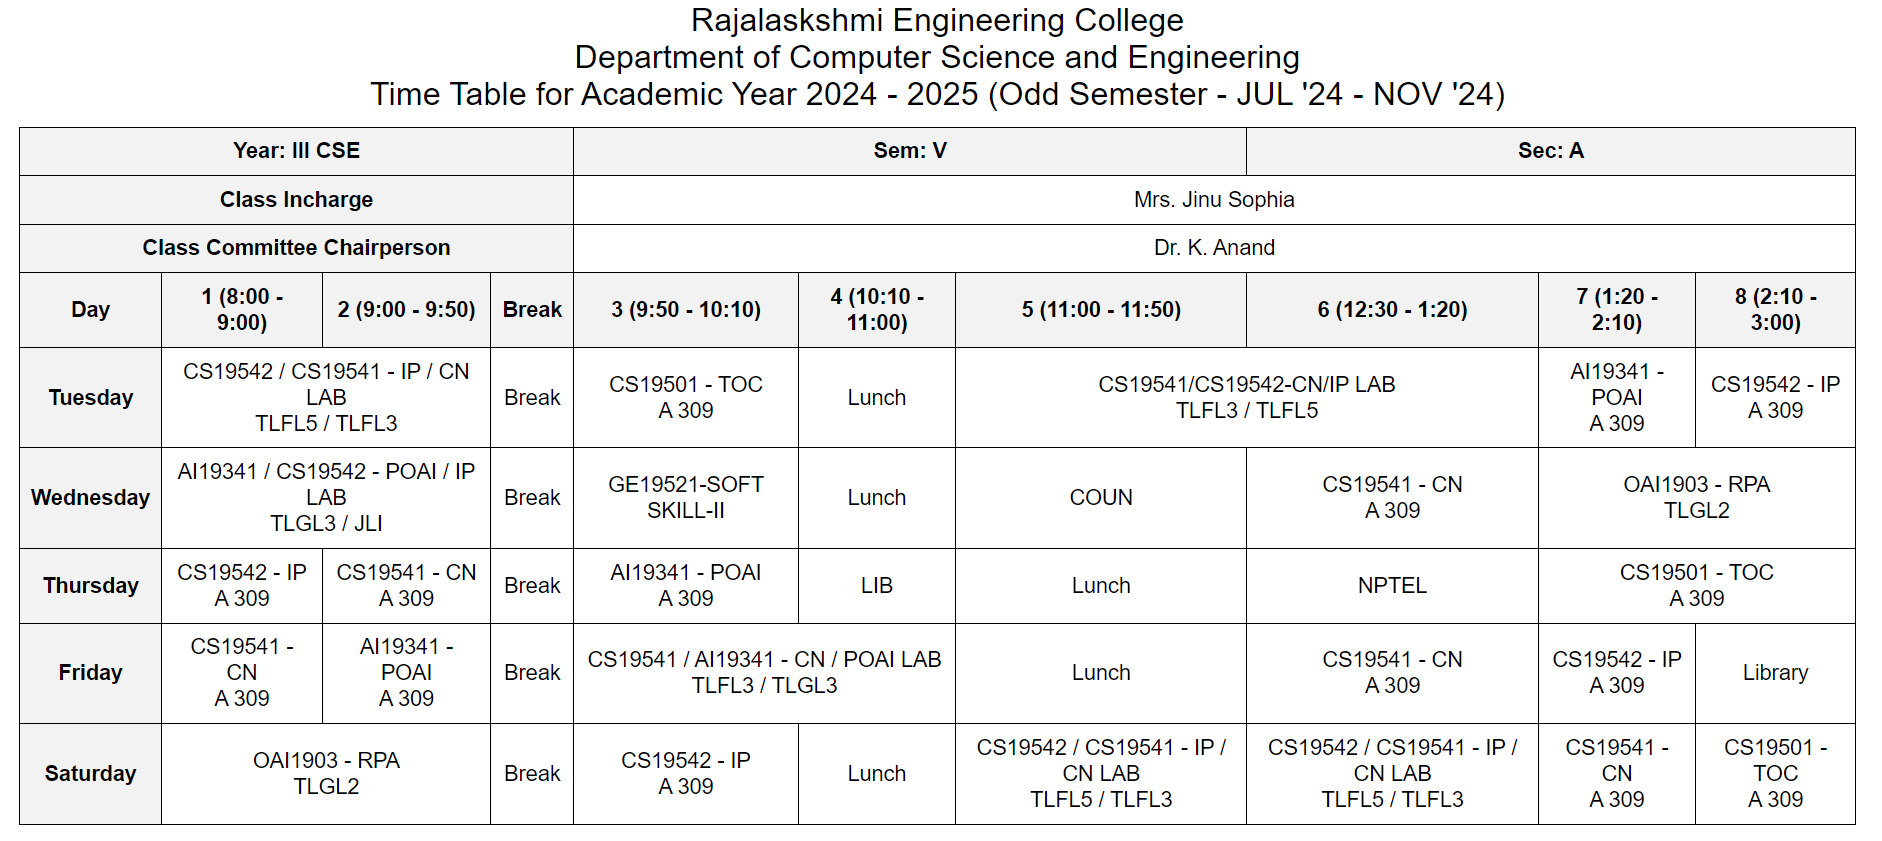 Rajalaskshmi Engineering College
Department of Computer Science and Engineering
Time Table for Academic Year 2024 - 2025 (Odd Semester - JUL '24 - NOV '24)
Year: III CSE
Sem: V
Sec: A
Class Incharge
Mrs. Jinu Sophia
Class Committee Chairperson
Dr. K. Anand
Day
1 (8:00 -
9:00)
2 (9:00 - 9:50)
Break
3 (9:50 - 10:10)
4 (10:10 -
11:00)
5 (11:00 - 11:50)
6 (12:30 - 1:20)
7 (1:20 -
2:10)
8 (2:10 -
3:00)
Tuesday
CS19542 / CS19541 - IP / CN
LAB
TLFL5 / TLFL3
Break
CS19501 - TOC
A 309
Lunch
CS19541/CS19542-CN/IP LAB
TLFL3 / TLFL5
AI19341 -
POAI
A 309
CS19542 - IP
A 309
Wednesday
AI19341 / CS19542 - POAI / IP
LAB
TLGL3 / JLI
Break
GE19521-SOFT
SKILL-II
Lunch
COUN
CS19541 - CN
A 309
OAI1903 - RPA
TLGL2
Thursday
CS19542 - IP
A 309
CS19541 - CN
A 309
Break
AI19341 - POAI
A 309
LIB
Lunch
NPTEL
CS19501 - TOC
A 309
Friday
CS19541 -
CN
A 309
AI19341 -
POAI
A 309
Break
CS19541 / AI19341 - CN / POAI LAB
TLFL3 / TLGL3
Lunch
CS19541 - CN
A 309
CS19542 - IP
A 309
Library
Saturday
OAI1903 - RPA
TLGL2
Break
CS19542 - IP
A 309
Lunch
CS19542 / CS19541 - IP /
CN LAB
TLFL5 / TLFL3
CS19542 / CS19541 - IP /
CN LAB
TLFL5 / TLFL3
CS19541 -
CN
A 309
CS19501 -
TOC
A 309